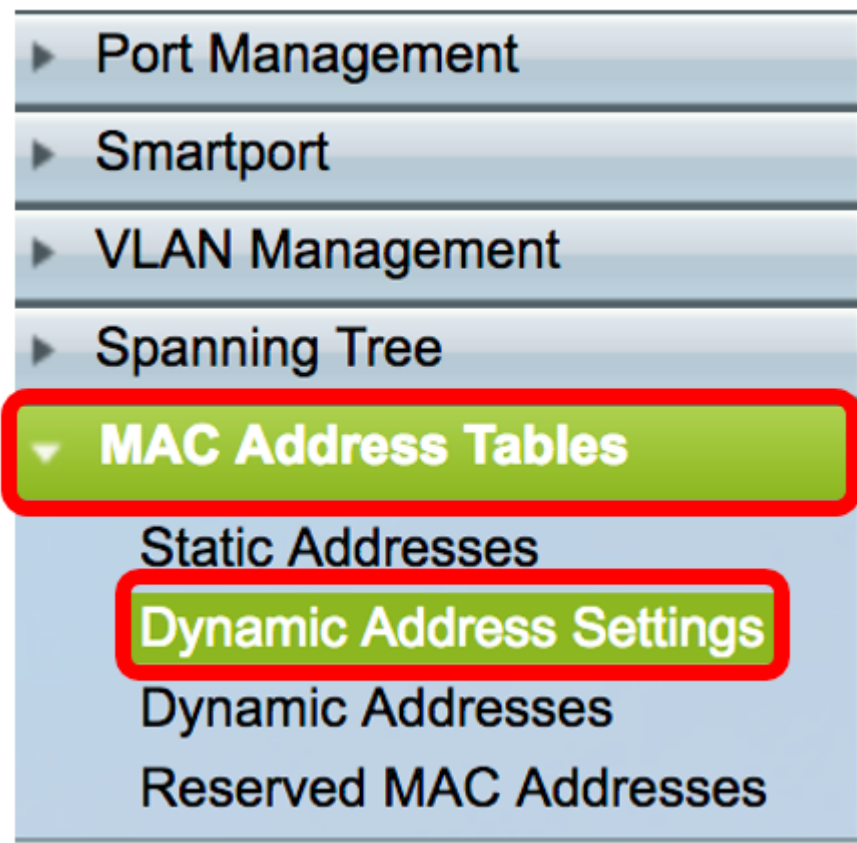 Port Management
Smartport
VLAN Management
Spanning Tree
MAC Address Tables
Static Addresses
Dynamic Address Settings
Dynamic Addresses
Reserved MAC Addresses